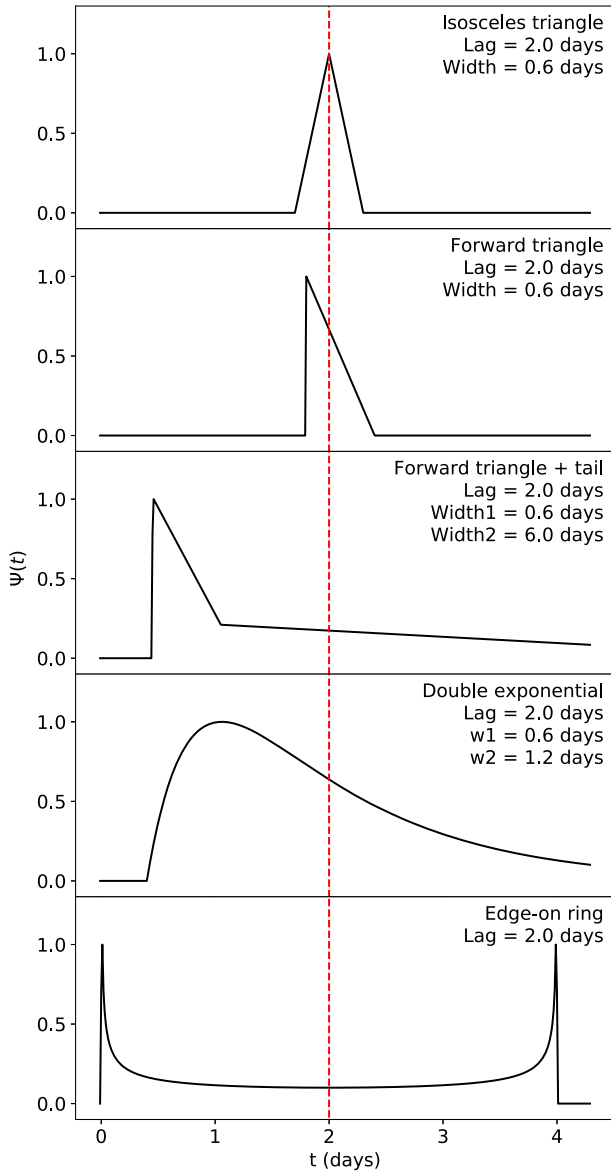 Isosceles triangle
Lag = 2.0 days
Width = 0.6 days
1.0
0.5
0.0
Forward triangle
Lag = 2.0 days
Width = 0.6 days
1.0
0.5
0.0
Forward triangle + tail
Lag = 2.0 days
Width1 = 0.6 days
Width2 = 6.0 days
1.0
0.5
0.0
Ψ(t)
Double exponential
Lag = 2.0 days
w1 = 0.6 days
w2 = 1.2 days
1.0
0.5
0.0
Edge-on ring
Lag = 2.0 days
1.0
0.5
0.0
0 1 2 3 4
t (days)